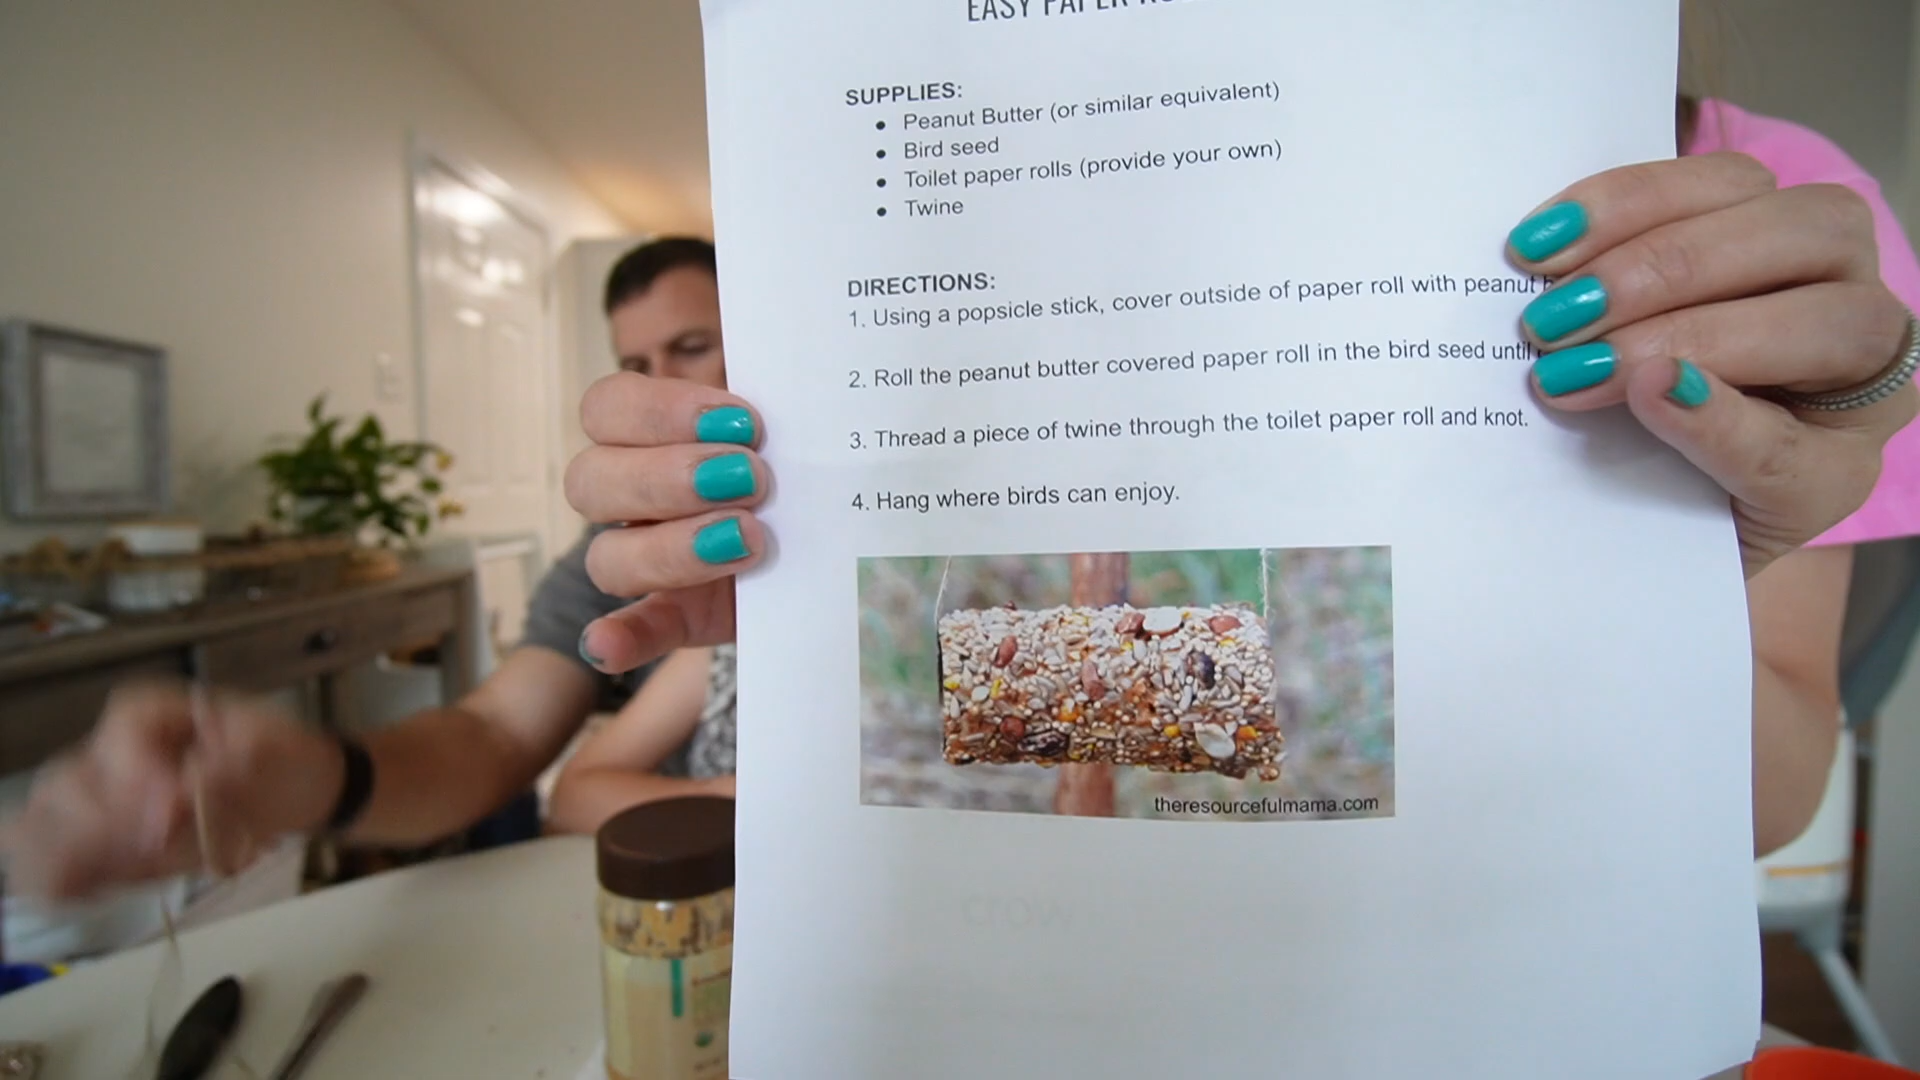 EASY PAPER
SUPPLIES:
• Peanut Butter (or similar equivalent)
• Bird seed
• Toilet paper rolls (provide your own)
• Twine
DIRECTIONS:
1. Using a popsicle stick, cover outside of paper roll with peanut
2. Roll the peanut butter covered paper roll in the bird seed until
3. Thread a piece of twine through the toilet paper roll and knot.
4. Hang where birds can enjoy.
theresourcefulmama.com